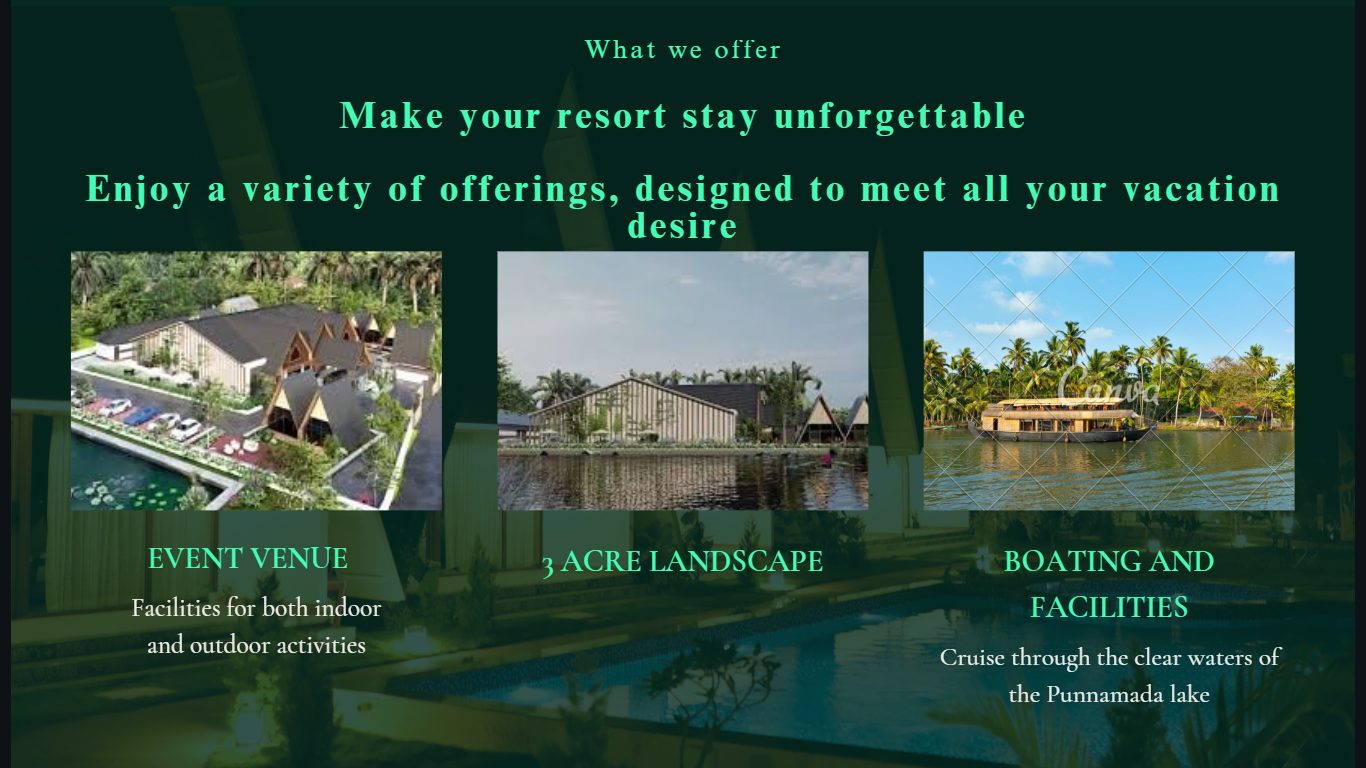 What we offer
Make your resort stay unforgettable
Enjoy a variety of offerings, designed to meet all your vacation
desire
Canva
EVENT VENUE
Facilities for both indoor
and outdoor activities
3 ACRE LANDSCAPE
BOATING AND
FACILITIES
Cruise through the clear waters of
the Punnamada lake